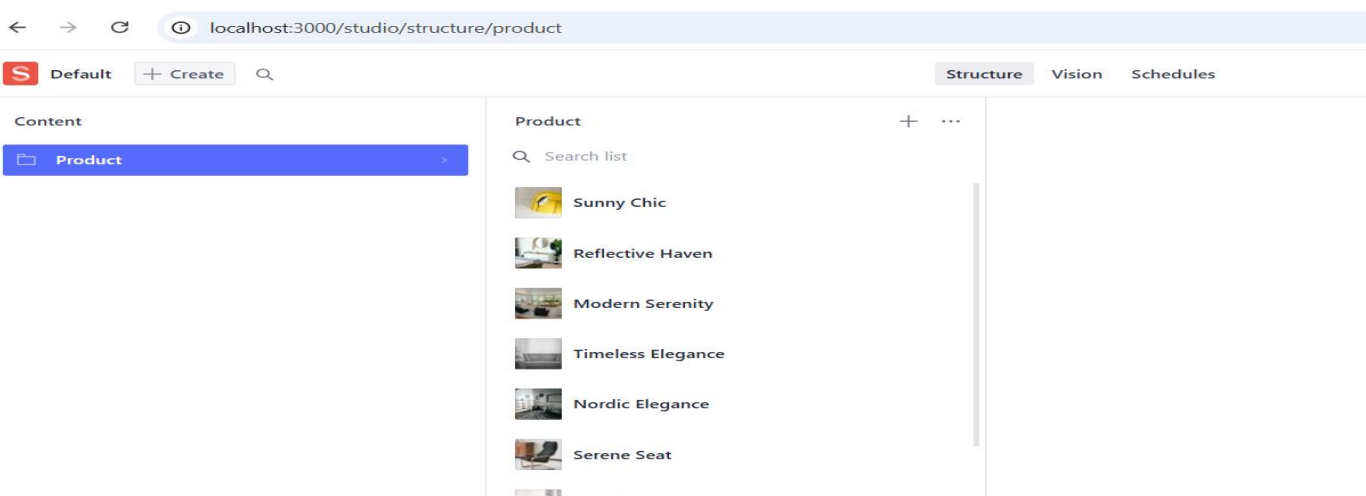 localhost:3000/studio/structure/product
S Default + Create Structure Vision Schedules
Content
Product
Product
Search list
Sunny Chic
Reflective Haven
Modern Serenity
Timeless Elegance
Nordic Elegance
Serene Seat